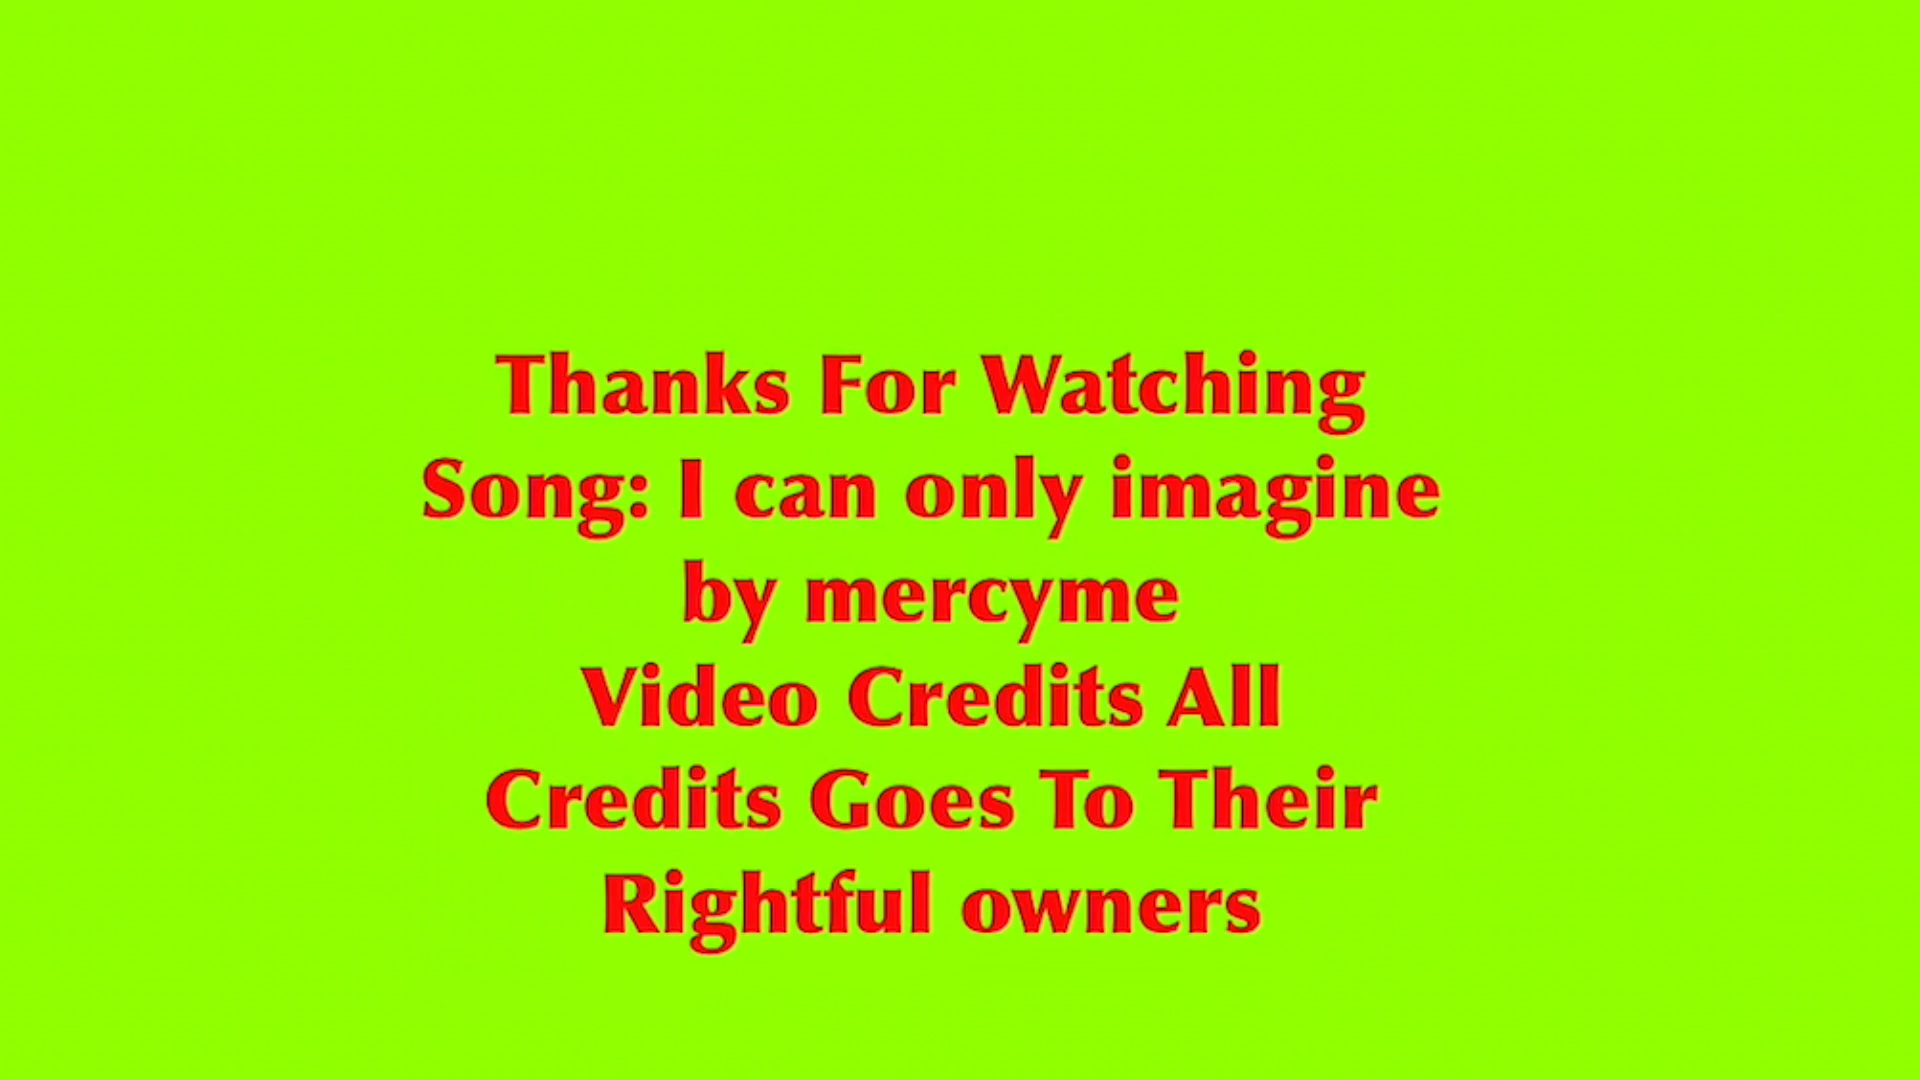 Thanks For Watching
Song: I can only imagine
by mercyme
Video Credits All
Credits Goes To Their
Rightful owners